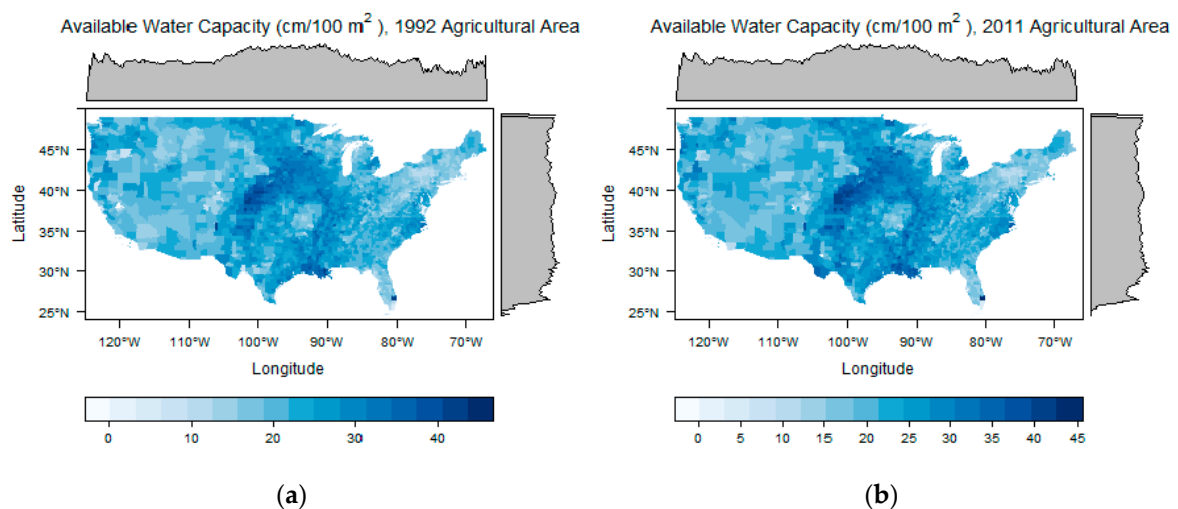 Available Water Capacity (cm/100 m²), 1992 Agricultural Area
Latitude
45°N
40°N
35°N
30°N
25°N
120°W 110°W 100°W 90°W 80°W 70°W
Longitude
0 10 20 30 40
(a)
Available Water Capacity (cm/100 m²), 2011 Agricultural Area
Latitude
45°N
40°N
35°N
30°N
25°N
120°W 110°W 100°W 90°W 80°W 70°W
Longitude
0 5 10 15 20 25 30 35 40 45
(b)